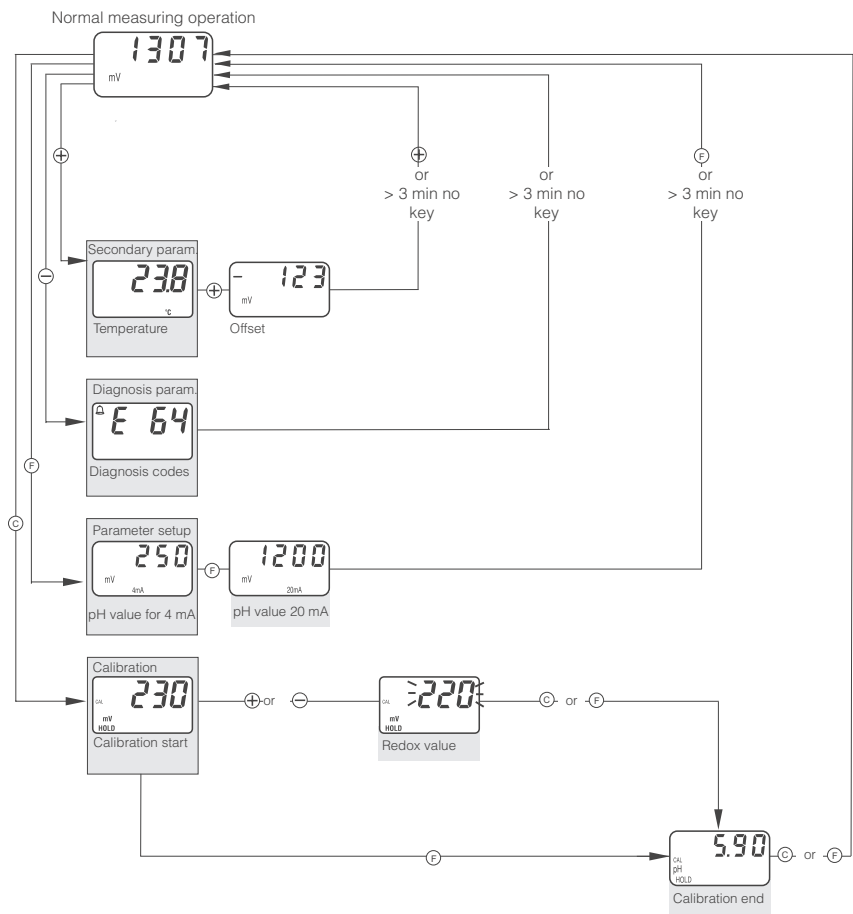 Normal measuring operation
1307
mV
+
+
or
> 3 min no
key
or
> 3 min no
key
F
or
> 3 min no
key
Secondary param.
23.8
°C
Temperature
+
– 123
mV
Offset
–
Diagnosis param.
E 64
Diagnosis codes
F
C
Parameter setup
250
mV
4mA
pH value for 4 mA
F
1200
mV
20mA
pH value 20 mA
Calibration
230
CAL
mV
HOLD
Calibration start
+ or –
220
CAL
mV
HOLD
Redox value
C or F
F
5.90
CAL
pH
HOLD
Calibration end
C or F